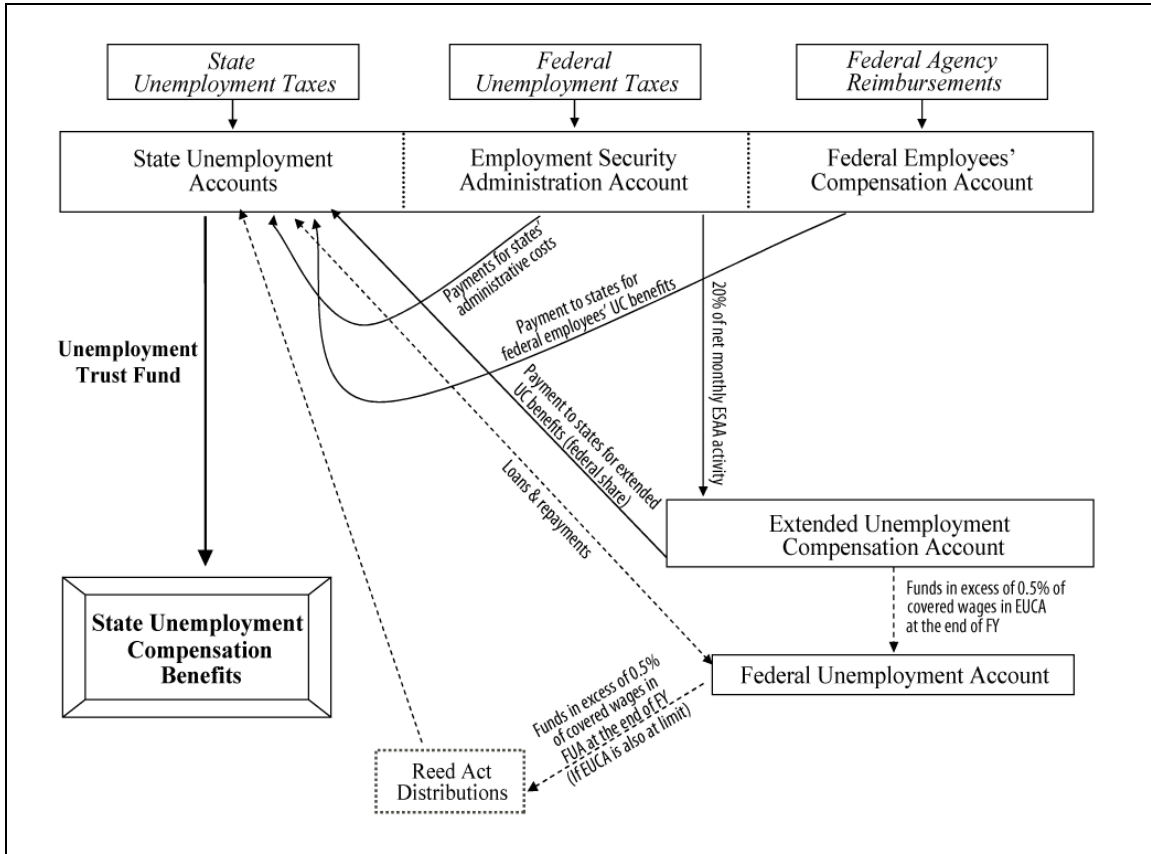 State
Unemployment Taxes
Federal
Unemployment Taxes
Federal Agency
Reimbursements
State Unemployment
Accounts
Employment Security
Administration Account
Federal Employees’
Compensation Account
Payments for states’
administrative costs
Payment to states for
federal employees’ UC benefits
20% of net monthly ESAA activity
Unemployment
Trust Fund
Payment to states for extended
UC benefits (federal share)
Loans & repayments
Extended Unemployment
Compensation Account
Funds in excess of 0.5% of
covered wages in EUCA
at the end of FY
State Unemployment
Compensation
Benefits
Federal Unemployment Account
Funds in excess of 0.5%
of covered wages in
FUA at the end of FY
(If EUCA is also at limit)
Reed Act
Distributions